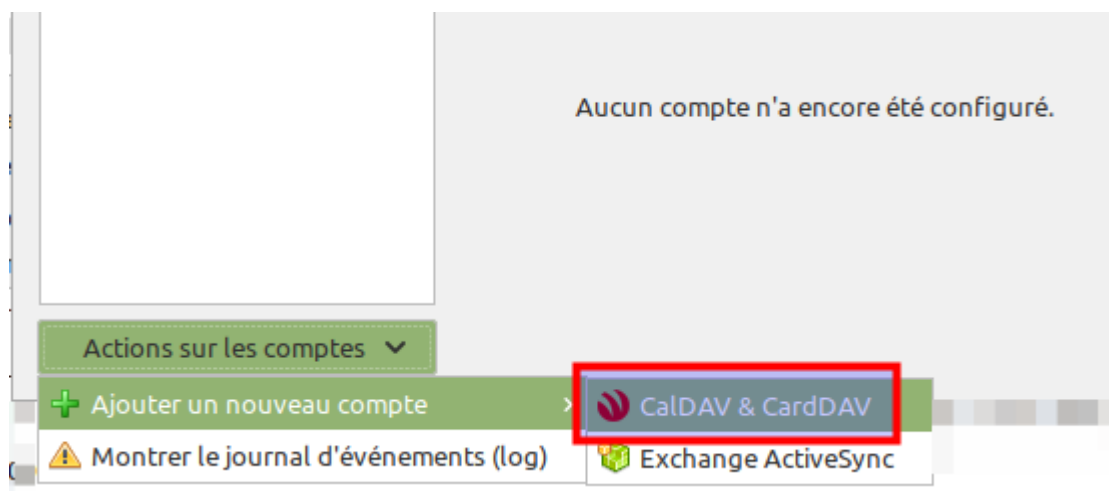 Aucun compte n'a encore été configuré.
Actions sur les comptes
Ajouter un nouveau compte
CalDAV & CardDAV
Montrer le journal d'événements (log)
Exchange ActiveSync